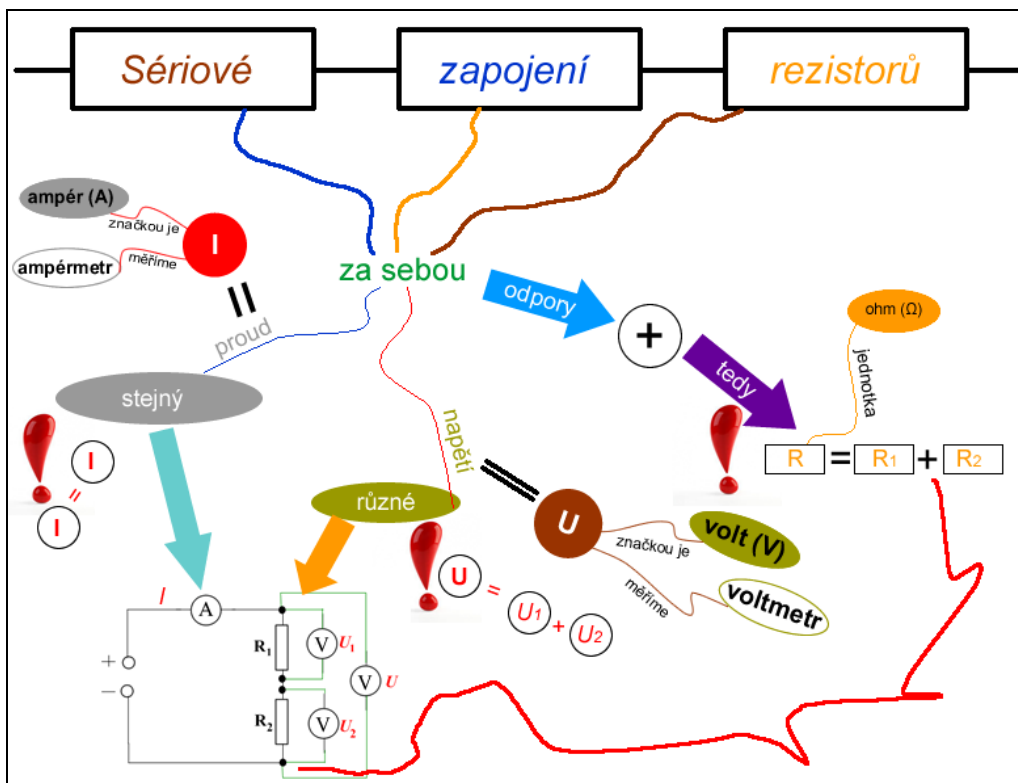 Sériové zapojení rezistorů
za sebou
ampér (A)
značkou je
I
měříme
ampérmetr
=
proud
stejný
! I = I
odpory
+
tedy
ohm (Ω)
jednotka
! R = R1 + R2
napětí
různé
=
U
značkou je
volt (V)
měříme
voltmetr
! U = U1 + U2
I
A
+
−
R1
V
U1
V
U
R2
V
U2